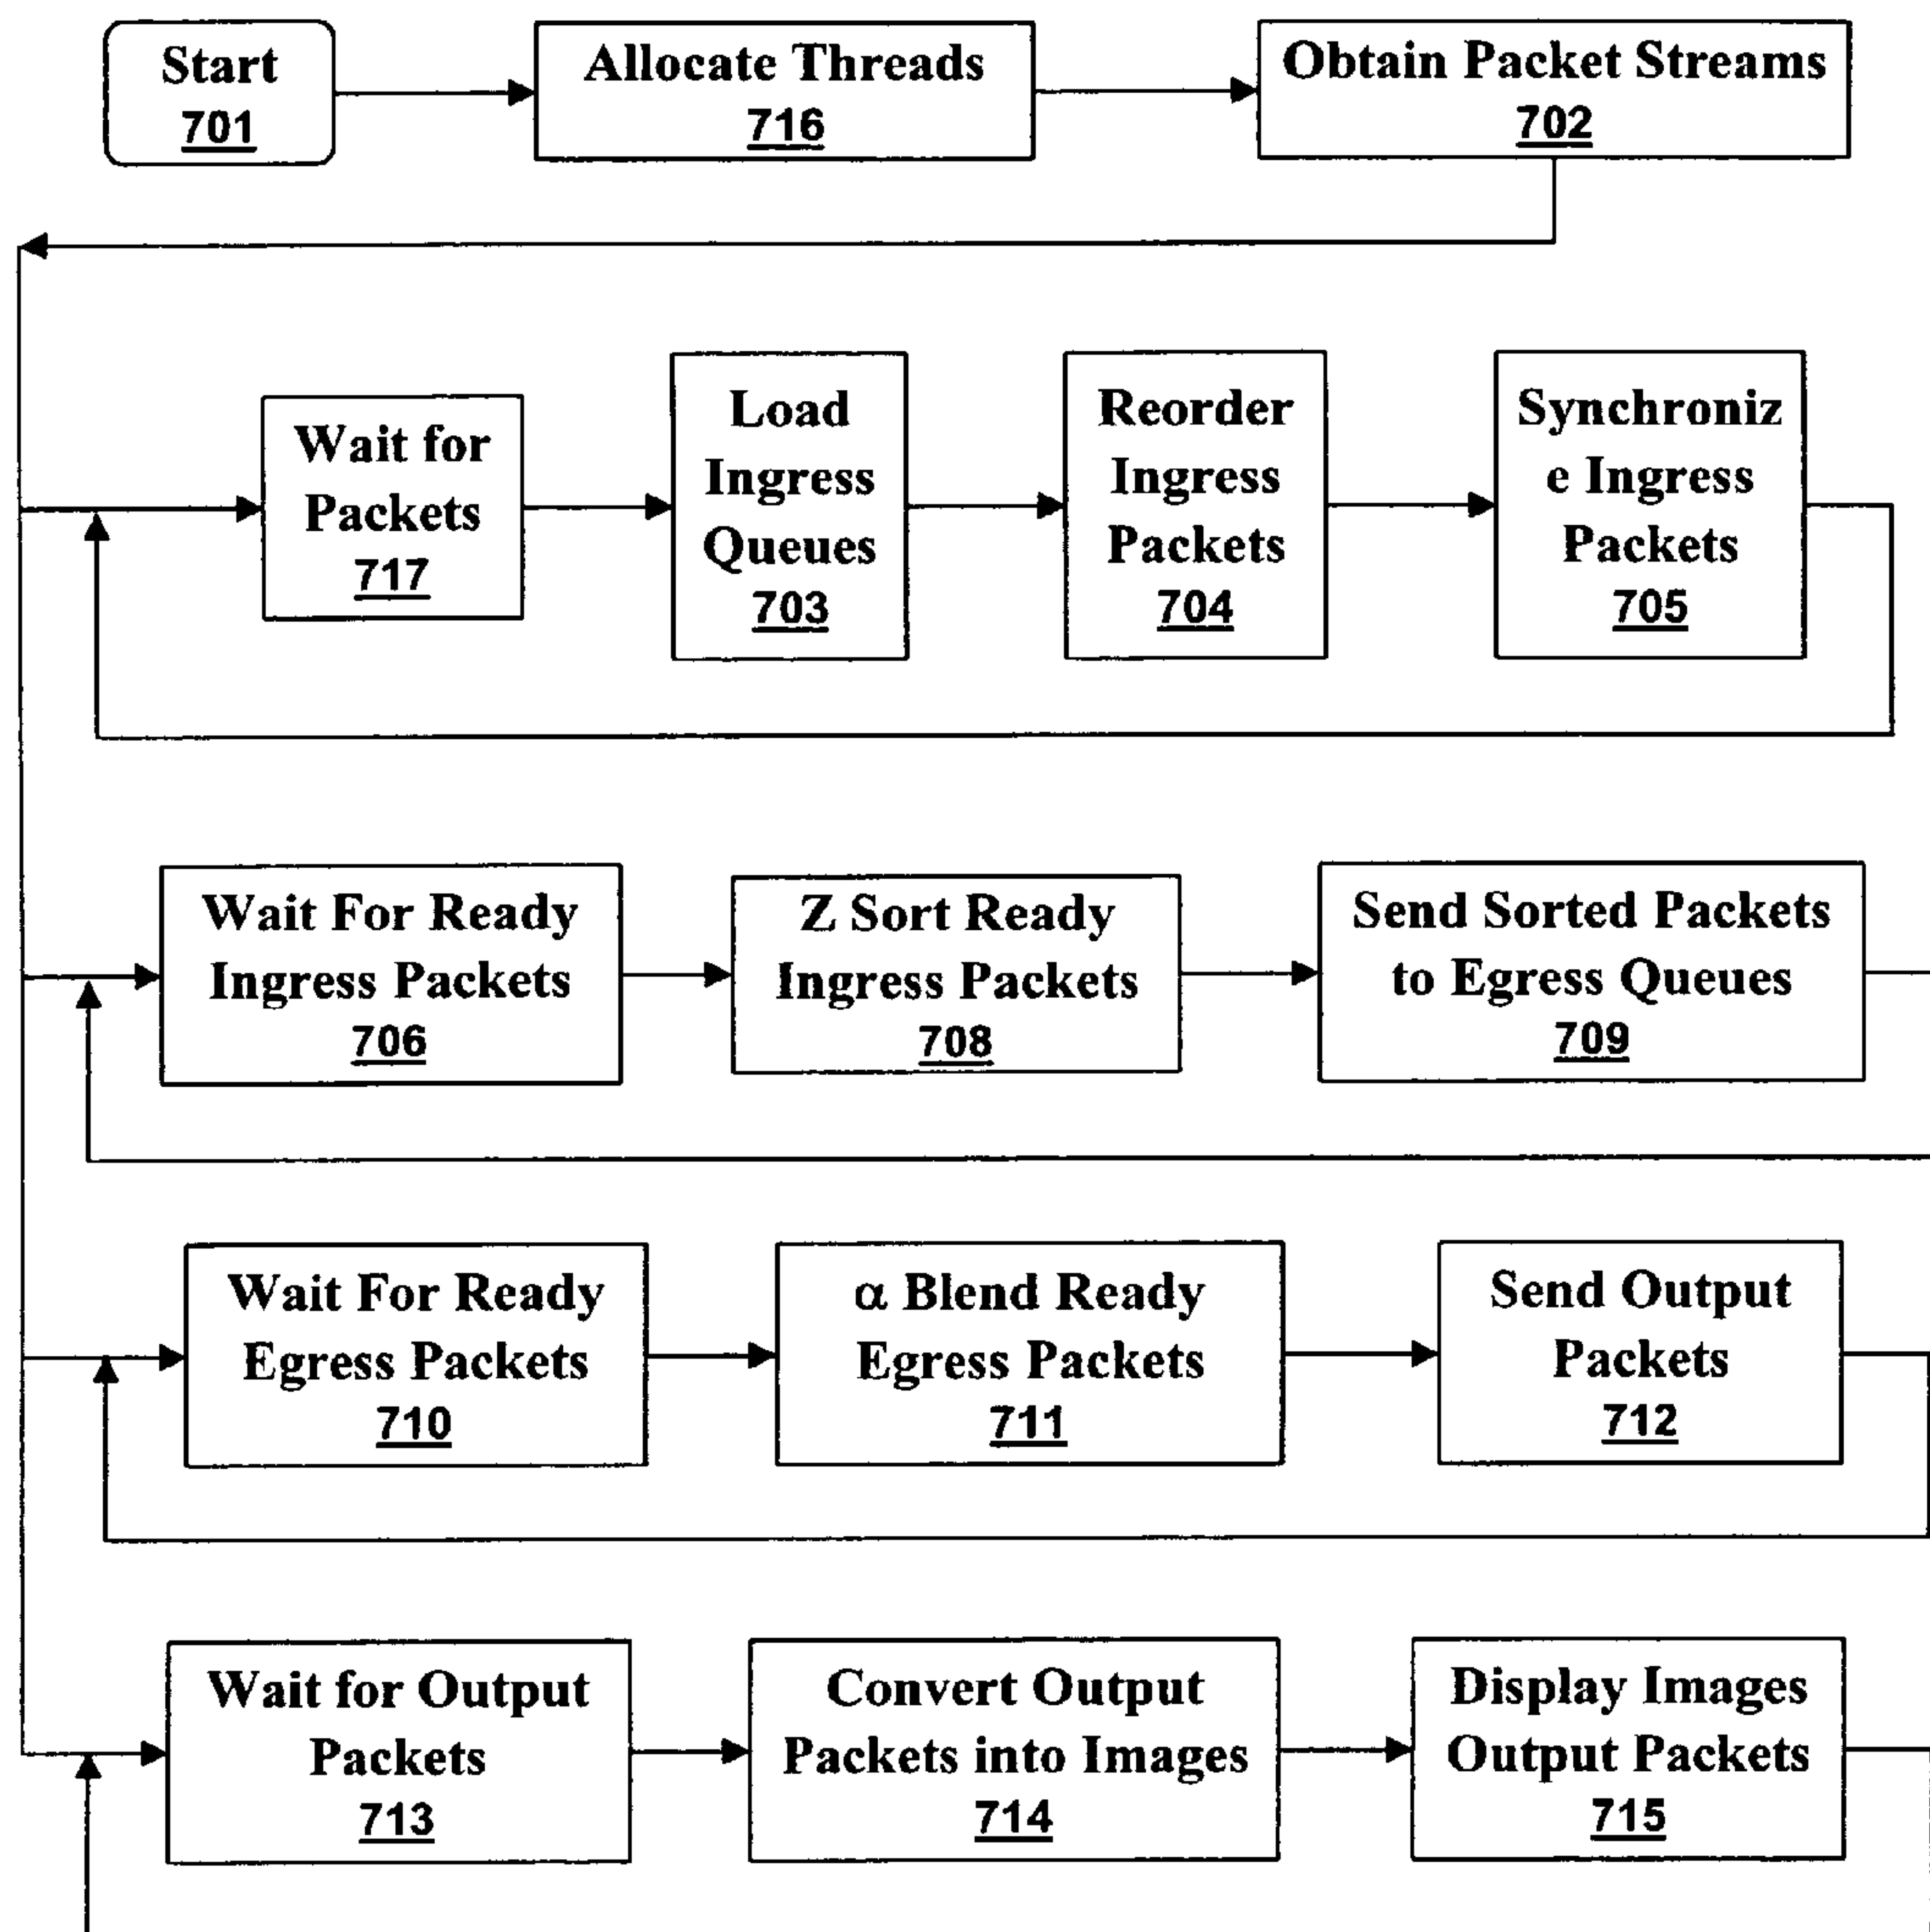 Start
701
Allocate Threads
716
Obtain Packet Streams
702
Wait for
Packets
717
Load
Ingress
Queues
703
Reorder
Ingress
Packets
704
Synchroniz
e Ingress
Packets
705
Wait For Ready
Ingress Packets
706
Z Sort Ready
Ingress Packets
708
Send Sorted Packets
to Egress Queues
709
Wait For Ready
Egress Packets
710
α Blend Ready
Egress Packets
711
Send Output
Packets
712
Wait for Output
Packets
713
Convert Output
Packets into Images
714
Display Images
Output Packets
715